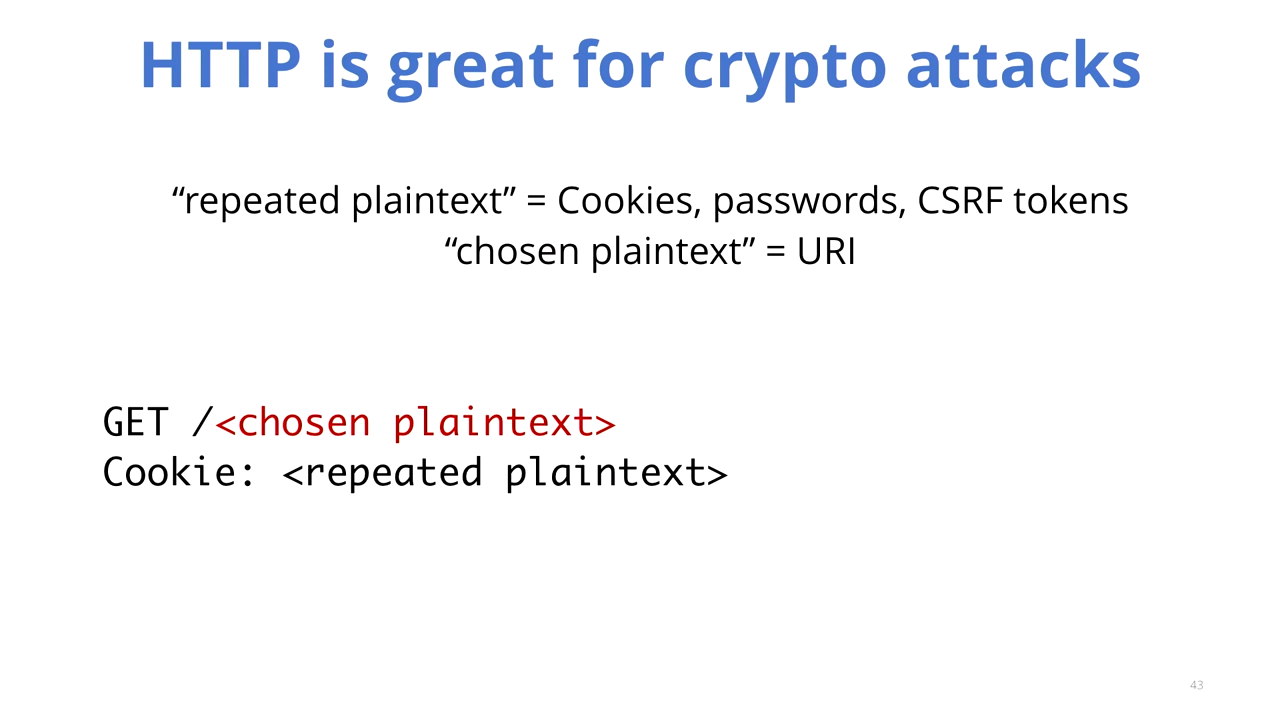 HTTP is great for crypto attacks
“repeated plaintext” = Cookies, passwords, CSRF tokens
“chosen plaintext” = URI
GET /<chosen plaintext>
Cookie: <repeated plaintext>
43